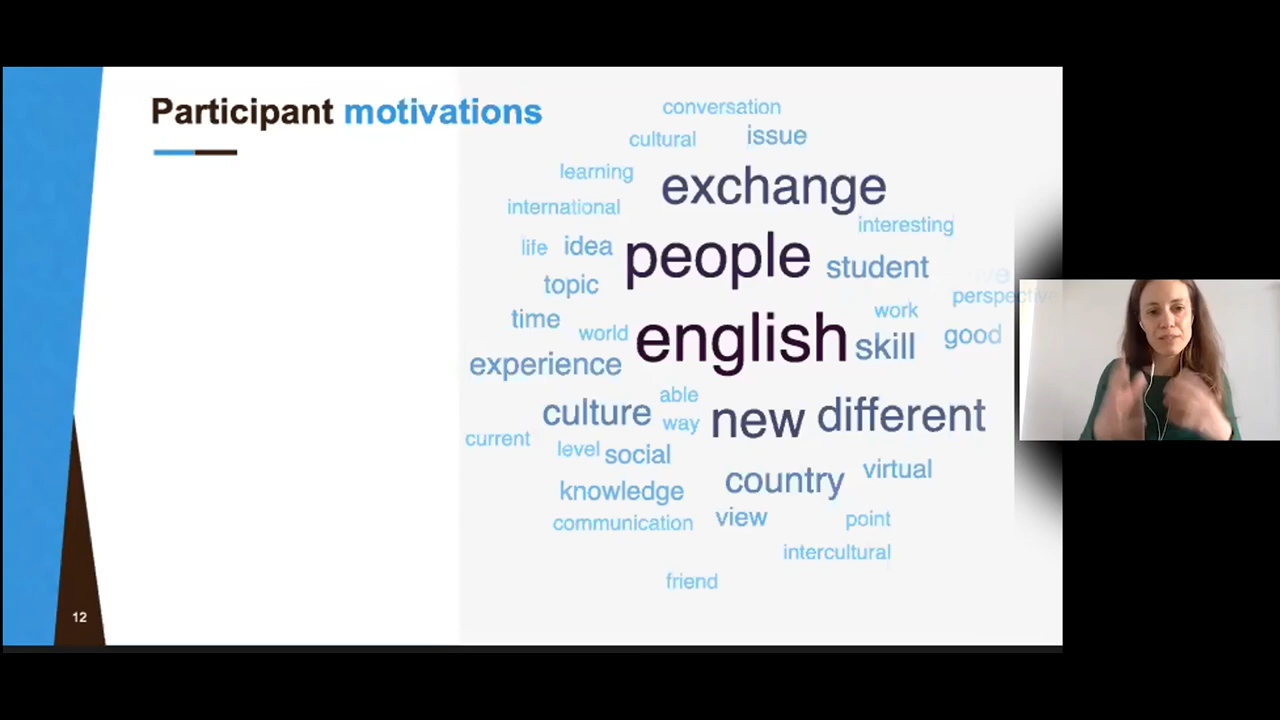 Participant motivations
conversation
cultural issue
learning exchange
international
interesting
life idea people student
topic
perspective
time world english work
skill good
experience
able
culture way new different
current
level social
country virtual
knowledge
communication view point
intercultural
friend
12